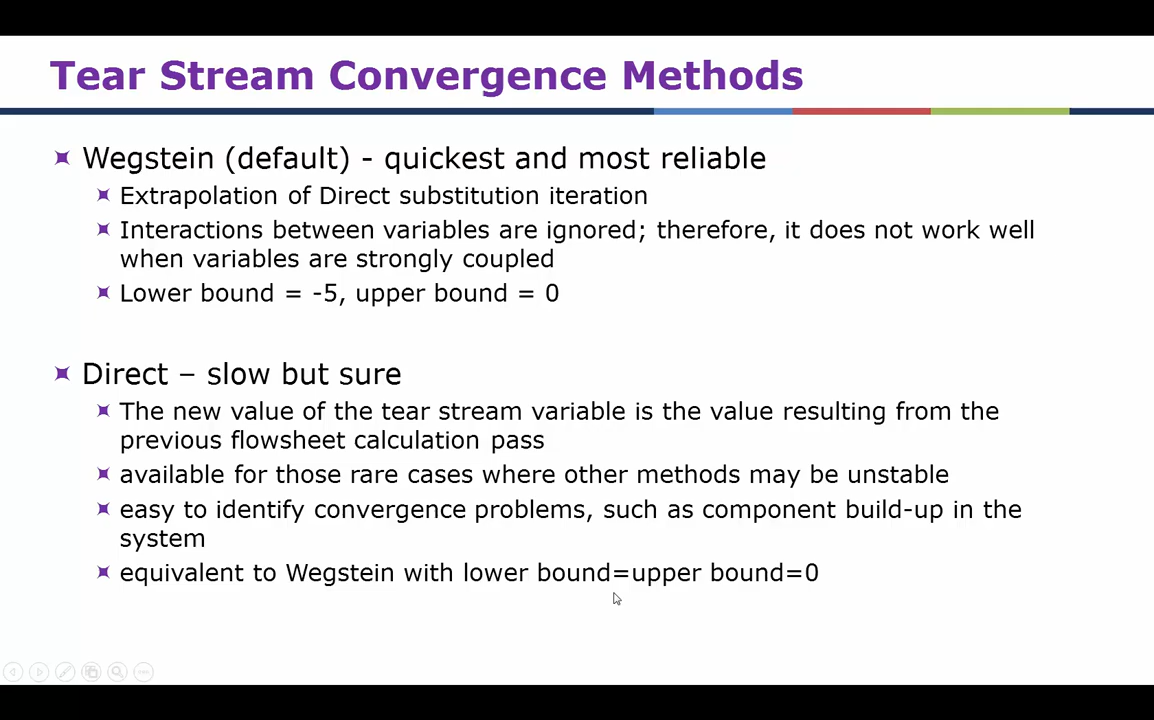 Tear Stream Convergence Methods
Wegstein (default) - quickest and most reliable
Extrapolation of Direct substitution iteration
Interactions between variables are ignored; therefore, it does not work well
when variables are strongly coupled
Lower bound = -5, upper bound = 0
Direct – slow but sure
The new value of the tear stream variable is the value resulting from the
previous flowsheet calculation pass
available for those rare cases where other methods may be unstable
easy to identify convergence problems, such as component build-up in the
system
equivalent to Wegstein with lower bound=upper bound=0